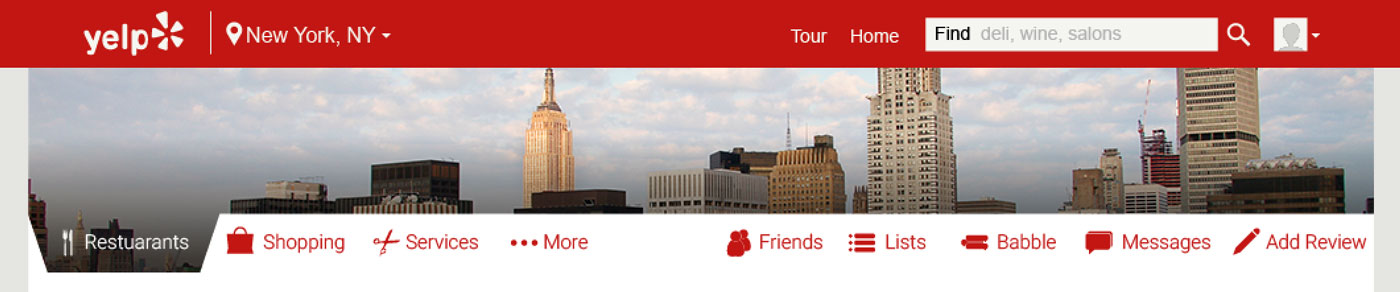 yelp New York, NY Tour Home Find deli, wine, salons
Restuarants Shopping Services More Friends Lists Babble Messages Add Review